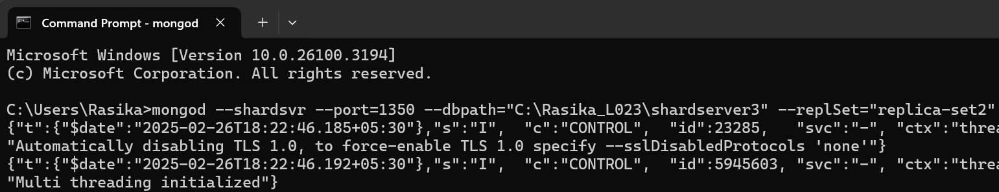 Command Prompt - mongod
Microsoft Windows [Version 10.0.26100.3194]
(c) Microsoft Corporation. All rights reserved.
C:\Users\Rasika>mongod --shardsvr --port=1350 --dbpath="C:\Rasika_L023\shardserver3" --replSet="replica-set2"
{"t":{"$date":"2025-02-26T18:22:46.185+05:30"},"s":"I",  "c":"CONTROL",  "id":23285,   "svc":"-", "ctx":"threa
"Automatically disabling TLS 1.0, to force-enable TLS 1.0 specify --sslDisabledProtocols 'none'"}
{"t":{"$date":"2025-02-26T18:22:46.192+05:30"},"s":"I",  "c":"CONTROL",  "id":5945603, "svc":"-", "ctx":"threa
"Multi threading initialized"}